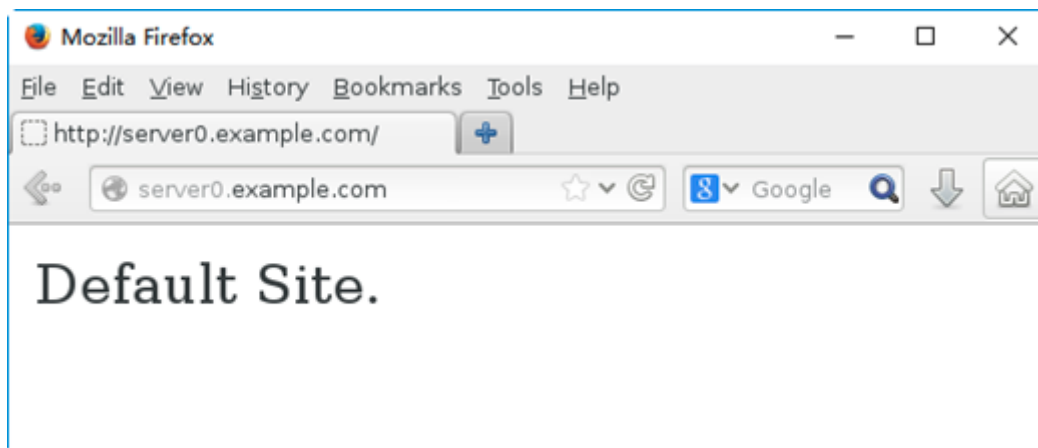 Mozilla Firefox
File Edit View History Bookmarks Tools Help
http://server0.example.com/
server0.example.com
8
Google
Default Site.